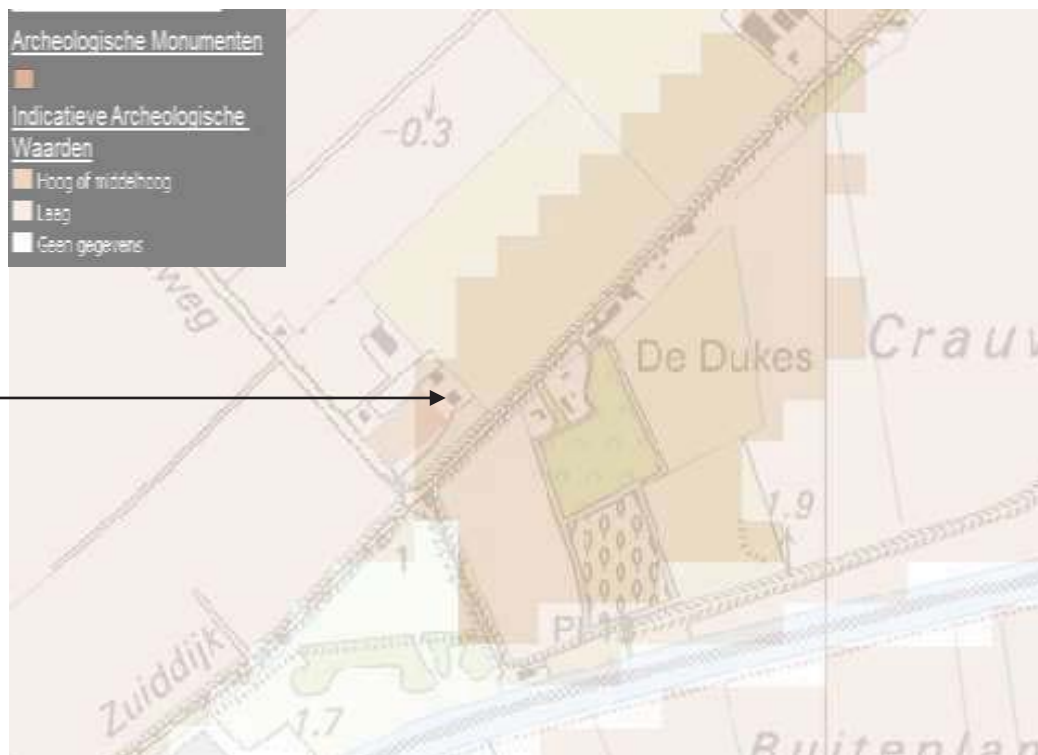 Archeologische Monumenten
Indicatieve Archeologische
Waarden
Hoog of middelhoog
Laag
Geen gegevens
-0.3
weg
De Dukes
Crauw
1.9
1
Zuiddijk
1.7
Buitenlan